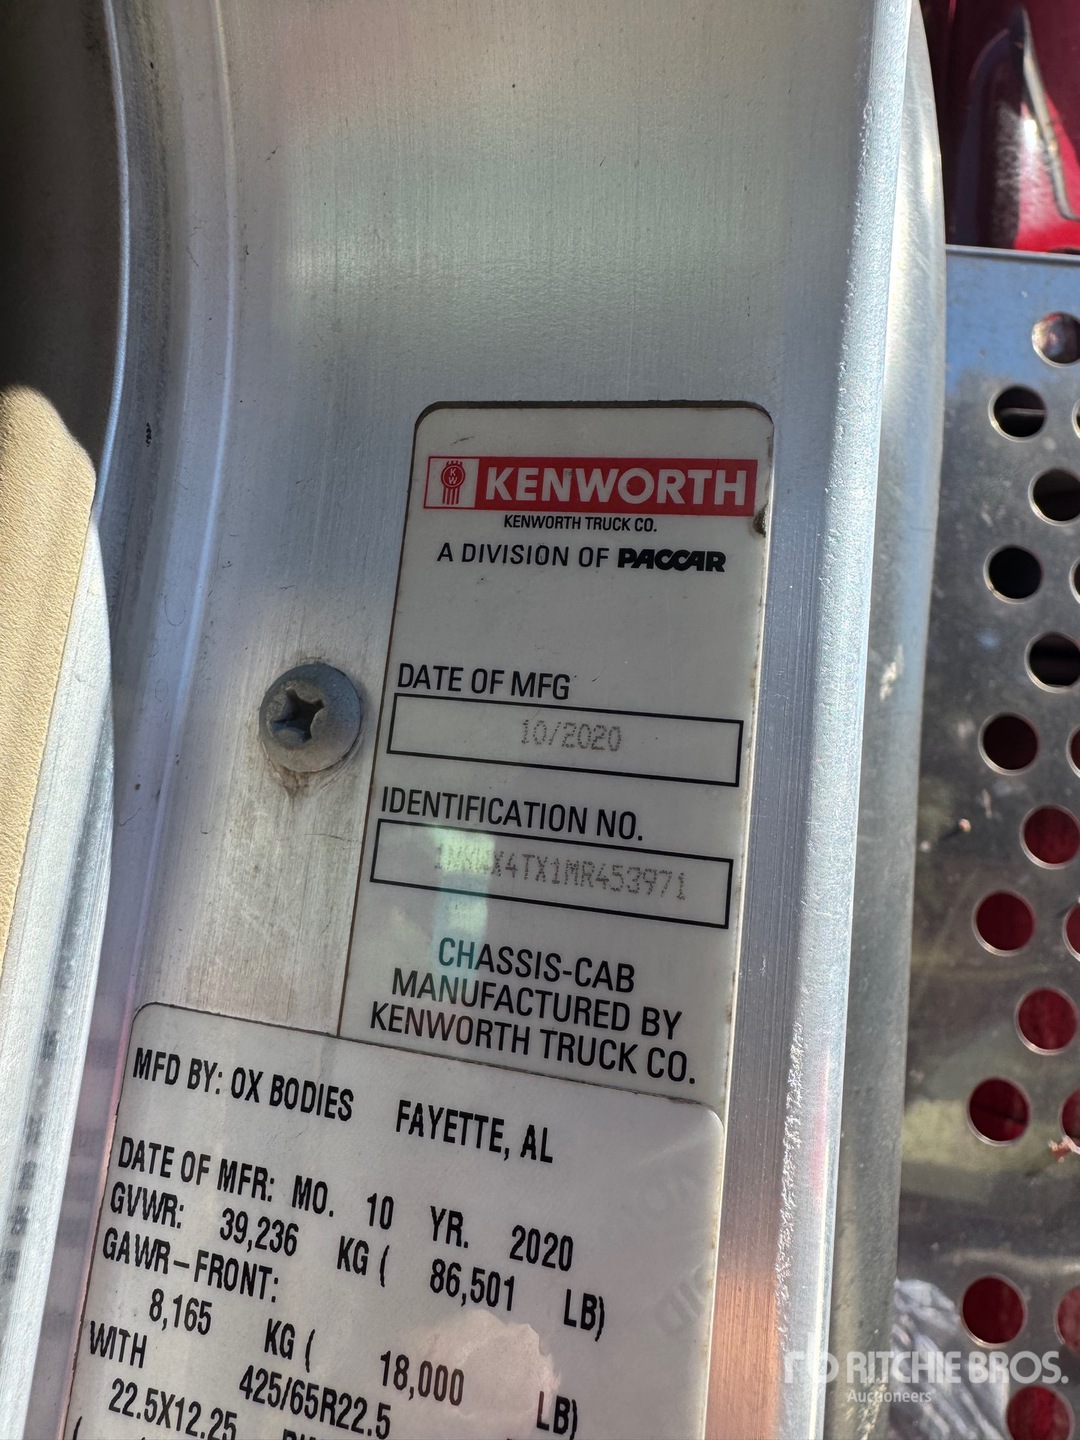 KW KENWORTH
KENWORTH TRUCK CO.
A DIVISION OF PACCAR
DATE OF MFG
10/2020
IDENTIFICATION NO.
1NKWX4TX1MR453971
CHASSIS-CAB
MANUFACTURED BY
KENWORTH TRUCK CO.
MFD BY: OX BODIES FAYETTE, AL
DATE OF MFR: MO. 10 YR. 2020
GVWR: 39,236 KG ( 86,501 LB)
GAWR-FRONT:
8,165 KG ( 18,000 LB)
WITH 425/65R22.5
22.5X12.25
RITCHIE BROS.
Auctioneers